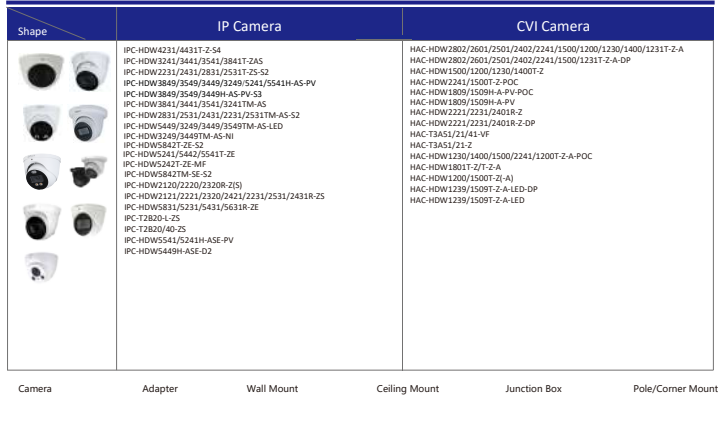 Shape
IP Camera
CVI Camera
IPC-HDW4231/4431T-Z-S4
IPC-HDW3241/3441/3541/3841T-ZAS
IPC-HDW2231/2431/2831/2531T-ZS-S2
IPC-HDW3849/3549/3449/3249/5241/5541H-AS-PV
IPC-HDW3849/3549/3449H-AS-PV-S3
IPC-HDW3841/3441/3541/3241TM-AS
IPC-HDW2831/2531/2431/2231/2531TM-AS-S2
IPC-HDW5449/3249/3449/3549TM-AS-LED
IPC-HDW3249/3449TM-AS-NI
IPC-HDW5842T-ZE-S2
IPC-HDW5241/5442/5541T-ZE
IPC-HDW5242T-ZE-MF
IPC-HDW5842TM-SE-S2
IPC-HDW2120/2220/2320R-Z(S)
IPC-HDW2121/2221/2320/2421/2231/2531/2431R-ZS
IPC-HDW5831/5231/5431/5631R-ZE
IPC-T2B20-L-ZS
IPC-T2B20/40-ZS
IPC-HDW5541/5241H-ASE-PV
IPC-HDW5449H-ASE-D2
HAC-HDW2802/2601/2501/2402/2241/1500/1200/1230/1400/1231T-Z-A
HAC-HDW2802/2601/2501/2402/2241/1500/1231T-Z-A-DP
HAC-HDW1500/1200/1230/1400T-Z
HAC-HDW2241/1500T-Z-POC
HAC-HDW1809/1509H-A-PV-POC
HAC-HDW1809/1509H-A-PV
HAC-HDW2221/2231/2401R-Z
HAC-HDW2221/2231/2401R-Z-DP
HAC-T3A51/21/41-VF
HAC-T3A51/21-Z
HAC-HDW1230/1400/1500/2241/1200T-Z-A-POC
HAC-HDW1801T-Z/T-Z-A
HAC-HDW1200/1500T-Z(-A)
HAC-HDW1239/1509T-Z-A-LED-DP
HAC-HDW1239/1509T-Z-A-LED
Camera Adapter Wall Mount Ceiling Mount Junction Box Pole/Corner Mount